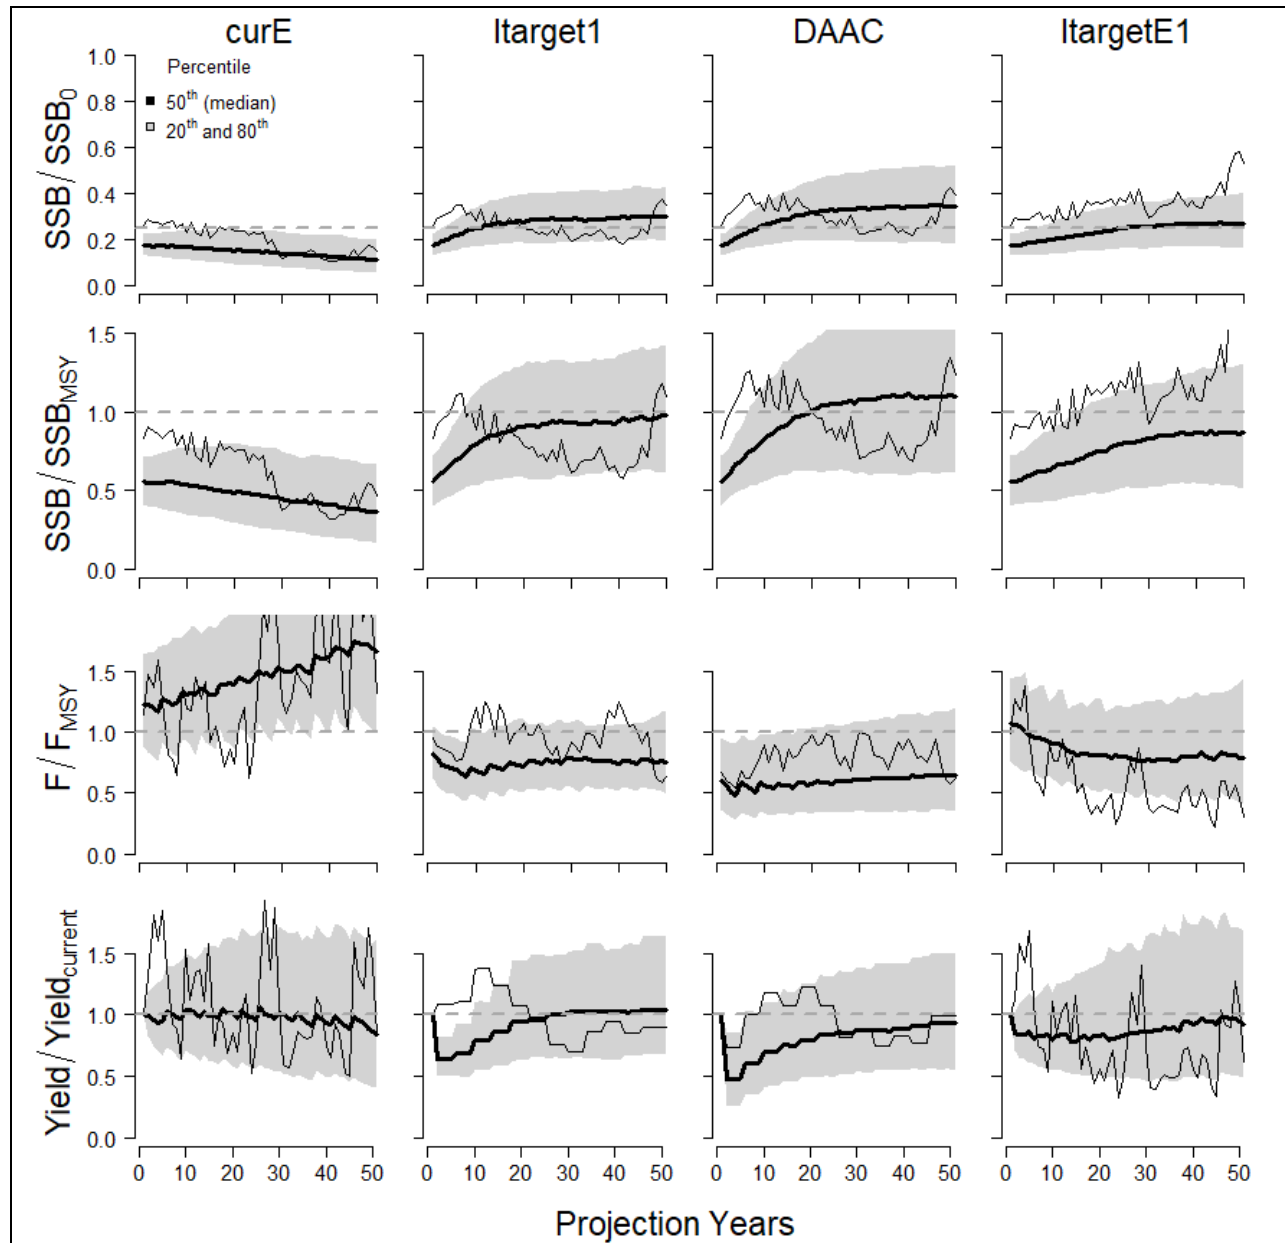 curE Itarget1 DAAC ItargetE1
Percentile
50th (median)
20th and 80th
SSB / SSB0
1.0
0.8
0.6
0.4
0.2
0.0
SSB / SSBMSY
1.5
1.0
0.5
0.0
F / FMSY
1.5
1.0
0.5
0.0
Yield / Yieldcurrent
1.5
1.0
0.5
0.0
0 10 20 30 40 50 0 10 20 30 40 50 0 10 20 30 40 50 0 10 20 30 40 50
Projection Years